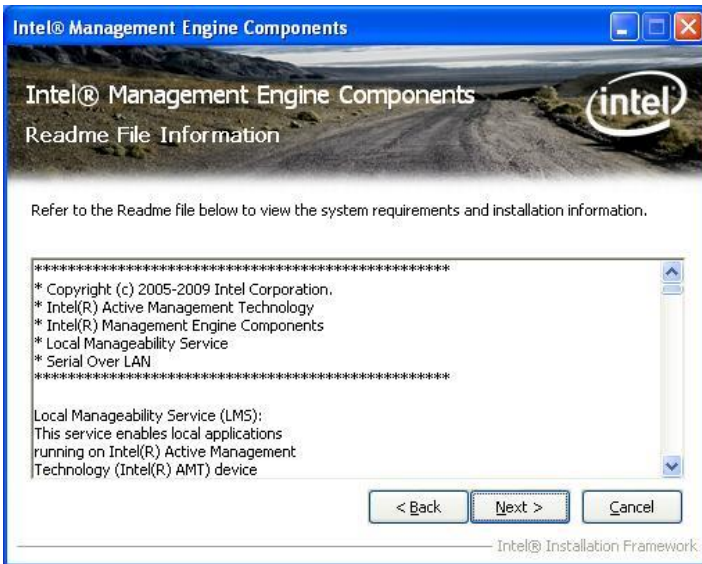 Intel® Management Engine Components
Intel® Management Engine Components
intel
Readme File Information
Refer to the Readme file below to view the system requirements and installation information.
**************************************************
* Copyright (c) 2005-2009 Intel Corporation.
* Intel(R) Active Management Technology
* Intel(R) Management Engine Components
* Local Manageability Service
* Serial Over LAN
**************************************************
Local Manageability Service (LMS):
This service enables local applications
running on Intel(R) Active Management
Technology (Intel(R) AMT) device
< Back
Next >
Cancel
Intel® Installation Framework